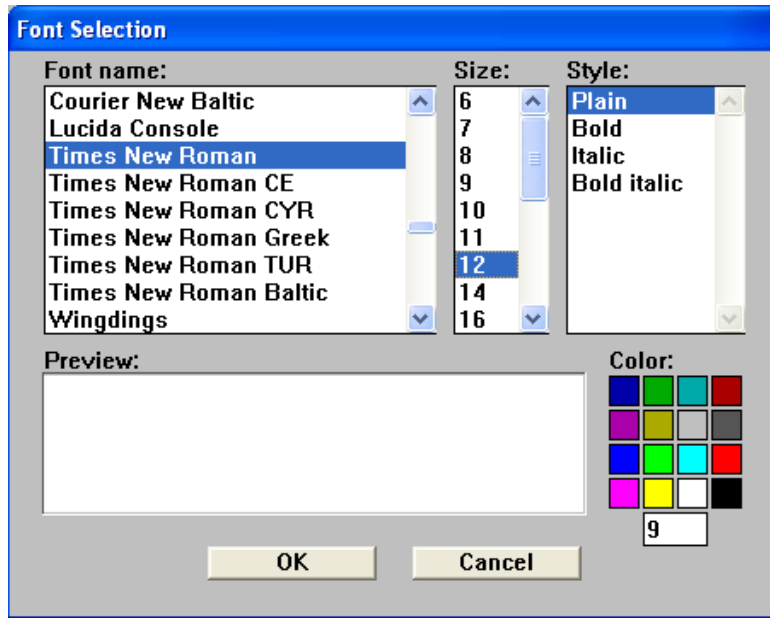 Font Selection
Font name:
Courier New Baltic
Lucida Console
Times New Roman
Times New Roman CE
Times New Roman CYR
Times New Roman Greek
Times New Roman TUR
Times New Roman Baltic
Wingdings
Size:
6
7
8
9
10
11
12
14
16
Style:
Plain
Bold
Italic
Bold italic
Preview:
Color:
9
OK
Cancel